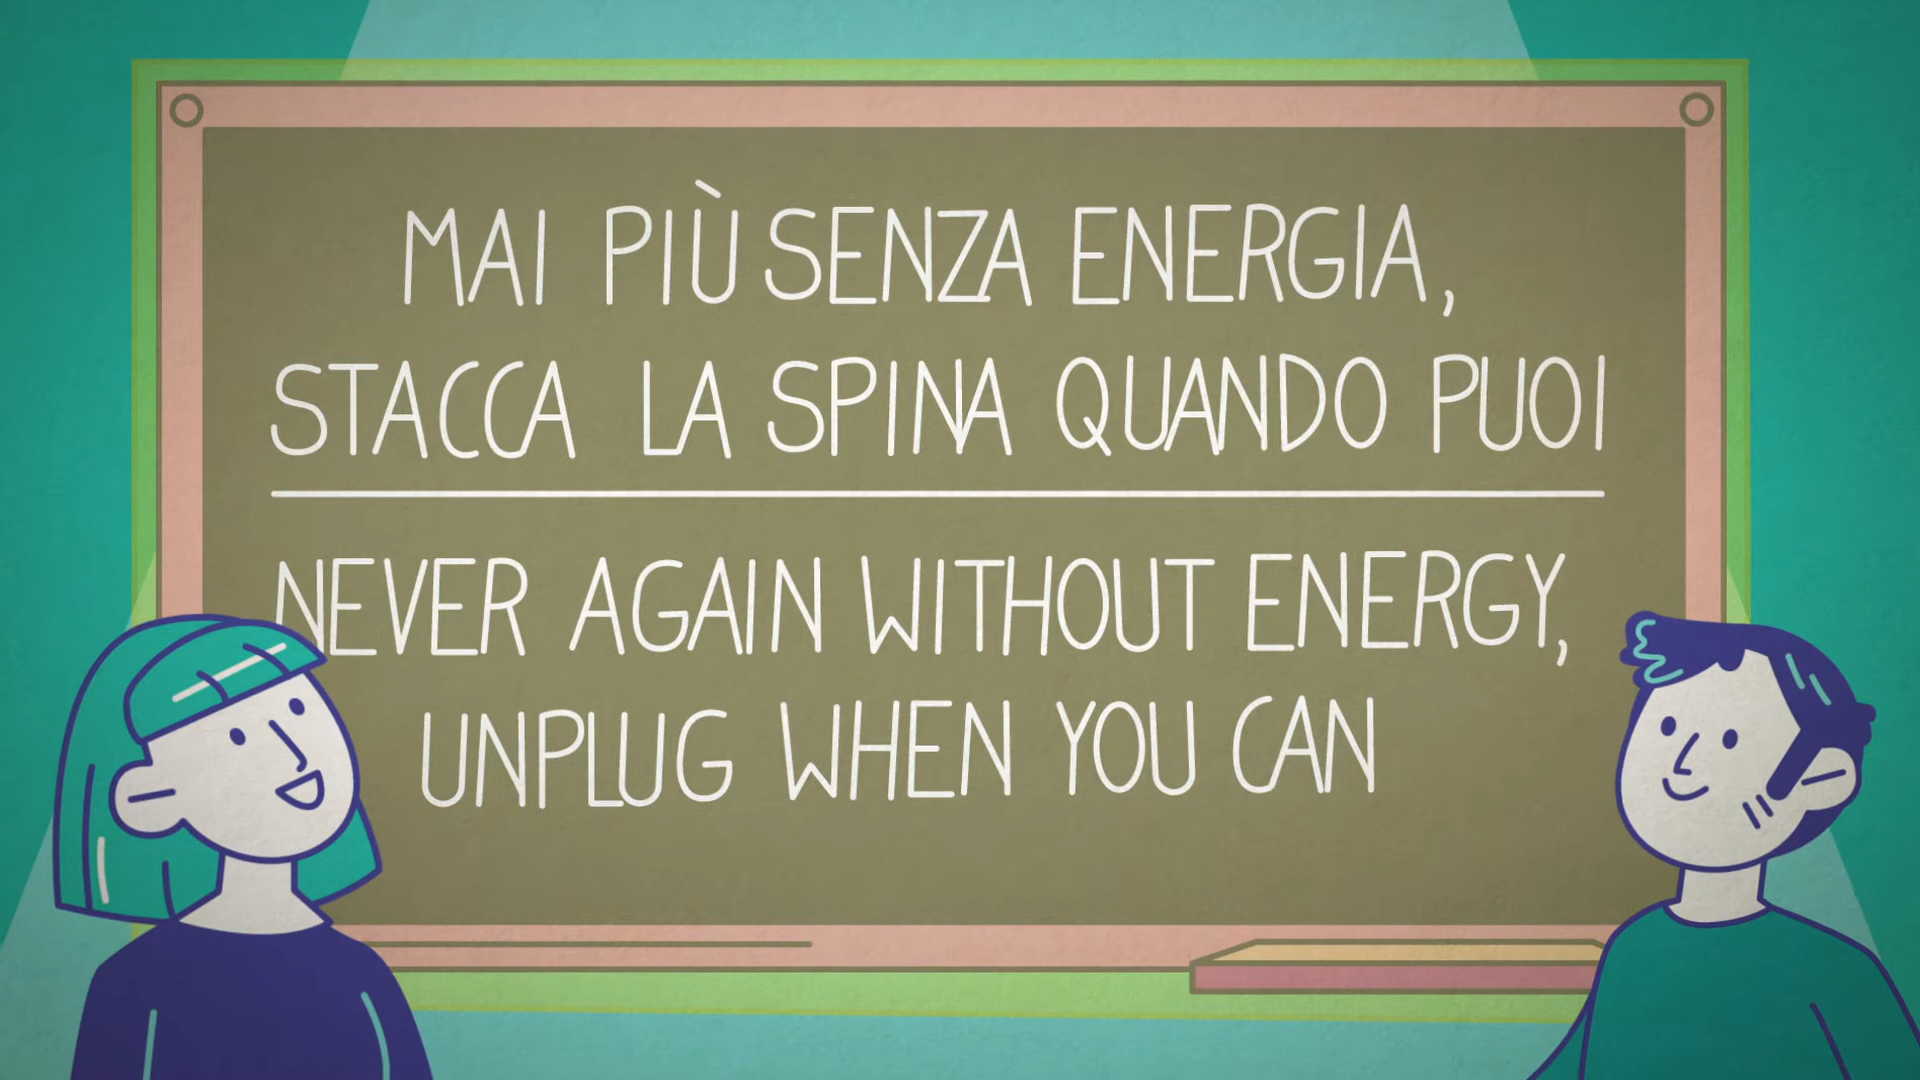 MAI PIÙ SENZA ENERGIA,
STACCA LA SPINA QUANDO PUOI
NEVER AGAIN WITHOUT ENERGY,
UNPLUG WHEN YOU CAN